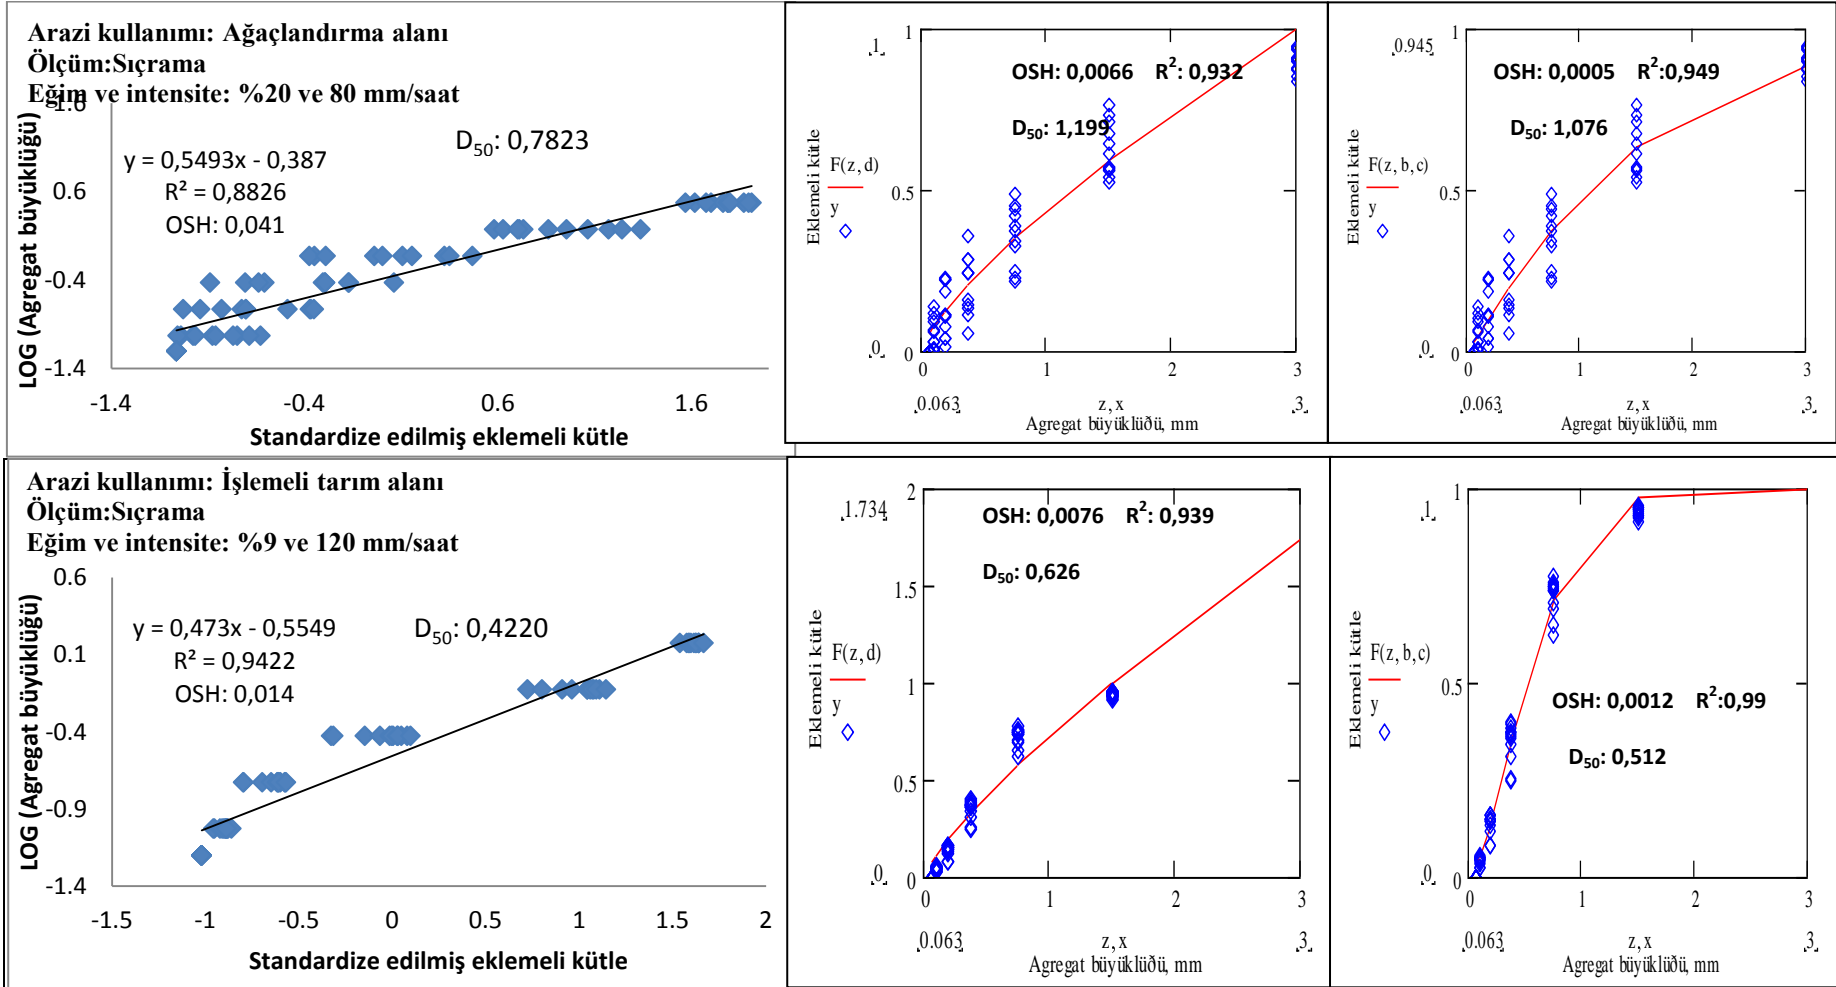 Arazi kullanımı: Ağaçlandırma alanı
Ölçüm:Sıçrama
Eğim ve intensite: %20 ve 80 mm/saat
D50: 0,7823
y = 0,5493x - 0,387
R² = 0,8826
OSH: 0,041
LOG (Agregat büyüklüğü)
1.6
0.6
-0.4
-1.4
-1.4 -0.4 0.6 1.6
Standardize edilmiş eklemeli kütle
1
OSH: 0,0066 R²: 0,932
D50: 1,199
Eklemeli kütle
F(z, d)
y
1
0.5
0
0
0 1 2 3
0.063 z, x 3
Agregat büyüklüðü, mm
0.945
OSH: 0,0005 R²:0,949
D50: 1,076
Eklemeli kütle
F(z, b, c)
y
1
0.5
0
0
0 1 2 3
0.063 z, x 3
Agregat büyüklüðü, mm
Arazi kullanımı: İşlemeli tarım alanı
Ölçüm:Sıçrama
Eğim ve intensite: %9 ve 120 mm/saat
y = 0,473x - 0,5549
R² = 0,9422
OSH: 0,014
D50: 0,4220
LOG (Agregat büyüklüğü)
0.6
0.1
-0.4
-0.9
-1.4
-1.5 -1 -0.5 0 0.5 1 1.5 2
Standardize edilmiş eklemeli kütle
1.734
OSH: 0,0076 R²: 0,939
D50: 0,626
Eklemeli kütle
F(z, d)
y
2
1.5
1
0.5
0
0
0 1 2 3
0.063 z, x 3
Agregat büyüklüðü, mm
1
OSH: 0,0012 R²:0,99
D50: 0,512
Eklemeli kütle
F(z, b, c)
y
1
0.5
0
0
0 1 2 3
0.063 z, x 3
Agregat büyüklüðü, mm